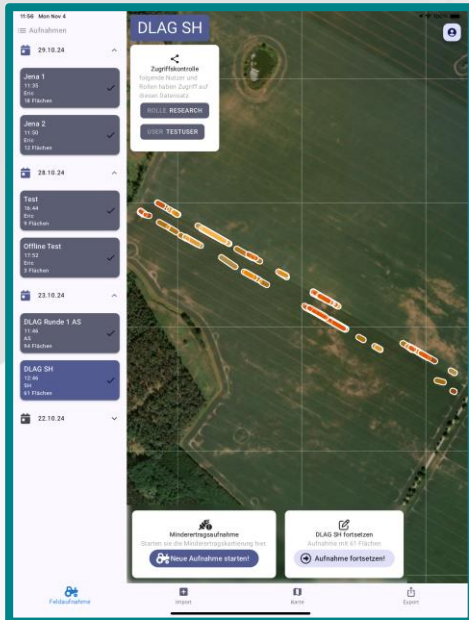 11:56 Mon Nov 4
Aufnahmen
29.10.24
Jena 1
11:35
Eric
18 Flächen
Jena 2
11:50
Eric
12 Flächen
28.10.24
Test
16:44
Eric
9 Flächen
Offline Test
11:52
Eric
3 Flächen
23.10.24
DLAG Runde 1 AS
11:46
AS
94 Flächen
DLAG SH
12:46
SH
61 Flächen
22.10.24
DLAG SH
Zugriffskontrolle
folgende Nutzer und
Rollen haben Zugriff auf
diesen Datensatz
ROLLE RESEARCH
USER TESTUSER
Minderertragsaufnahme
Starten sie die Minderertragskartierung hier.
Neue Aufnahme starten!
DLAG SH fortsetzen
Aufnahme mit 61 Flächen
Aufnahme fortsetzen!
Feldaufnahme
Import
Karte
Export